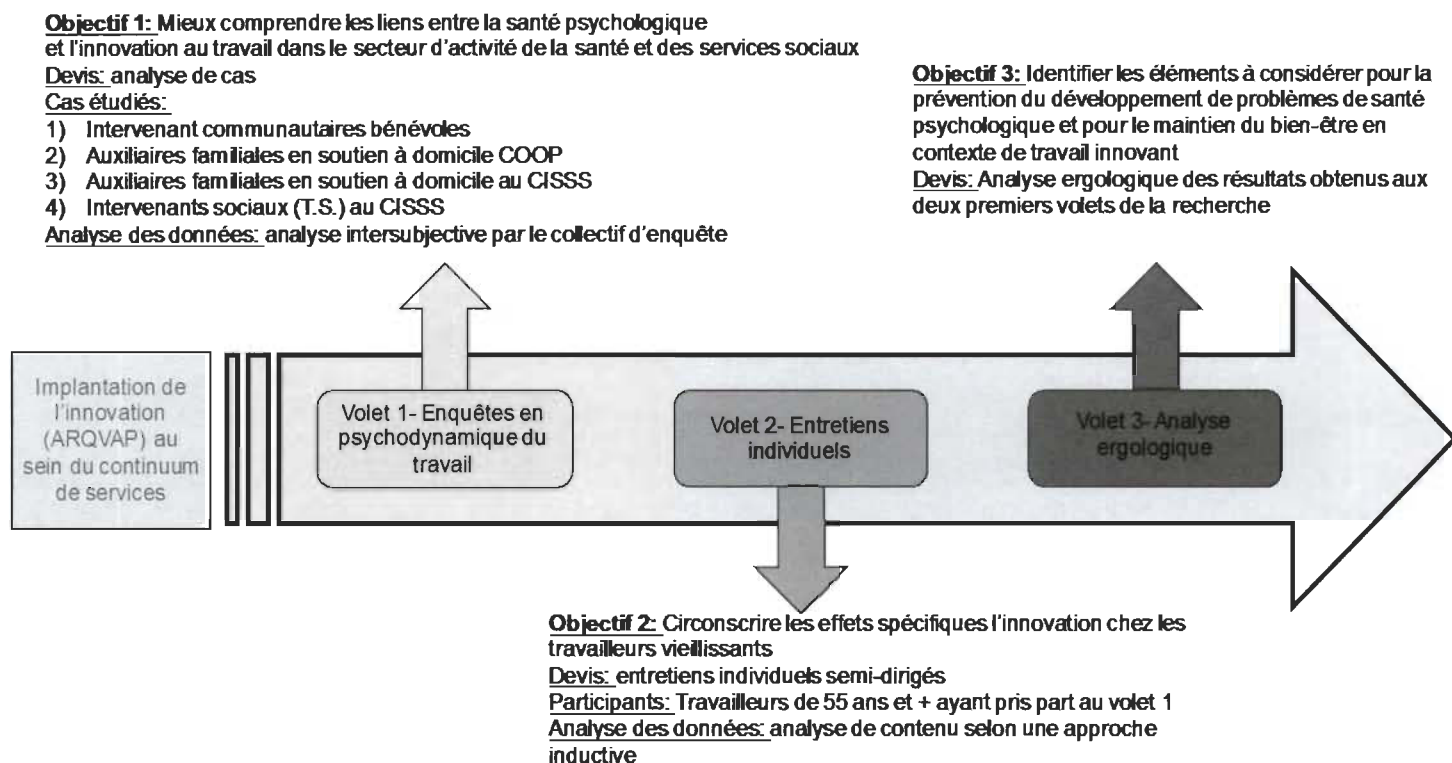 Objectif 1: Mieux comprendre les liens entre la santé psychologique
et l'innovation au travail dans le secteur d'activité de la santé et des services sociaux
Devis: analyse de cas
Cas étudiés:
1) Intervenant communautaires bénévoles
2) Auxiliaires familiales en soutien à domicile COOP
3) Auxiliaires familiales en soutien à domicile au CISSS
4) Intervenants sociaux (T.S.) au CISSS
Analyse des données: analyse intersubjective par le collectif d'enquête
Objectif 3: Identifier les éléments à considérer pour la
prévention du développement de problèmes de santé
psychologique et pour le maintien du bien-être en
contexte de travail innovant
Devis: Analyse ergologique des résultats obtenus aux
deux premiers volets de la recherche
Implantation de
l'innovation
(ARQVAP) au
sein du continuum
de services
Volet 1- Enquêtes en
psychodynamique du
travail
Volet 2- Entretiens
individuels
Volet 3- Analyse
ergologique
Objectif 2: Circonscrire les effets spécifiques l'innovation chez les
travailleurs vieillissants
Devis: entretiens individuels semi-dirigés
Participants: Travailleurs de 55 ans et + ayant pris part au volet 1
Analyse des données: analyse de contenu selon une approche
inductive